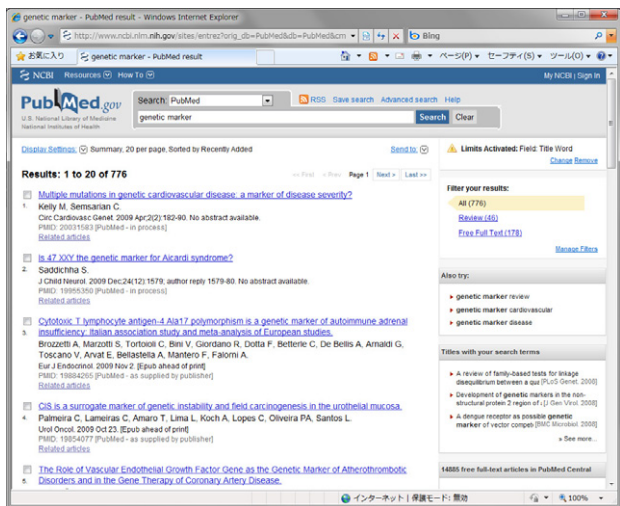 genetic marker - PubMed result - Windows Internet Explorer
http://www.ncbi.nlm.nih.gov/sites/entrez?orig_db=PubMed&db=PubMed&cm
Bing
お気に入り
genetic marker - PubMed result
ページ(P)
セーフティ(S)
ツール(O)
NCBI Resources How To
My NCBI | Sign In
PubMed.gov
U.S. National Library of Medicine
National Institutes of Health
Search: PubMed
RSS Save search Advanced search Help
genetic marker
Search Clear
Display Settings: Summary, 20 per page, Sorted by Recently Added
Send to:
Results: 1 to 20 of 776
<< First < Prev Page 1 Next > Last >>
Multiple mutations in genetic cardiovascular disease: a marker of disease severity?
1. Kelly M, Semsarian C.
Circ Cardiovasc Genet. 2009 Apr;2(2):182-90. No abstract available.
PMID: 20031583 [PubMed - in process]
Related articles
Is 47,XXY the genetic marker for Aicardi syndrome?
2. Saddichha S.
J Child Neurol. 2009 Dec;24(12):1579; author reply 1579-80. No abstract available.
PMID: 19955350 [PubMed - in process]
Related articles
Cytotoxic T lymphocyte antigen-4 Ala17 polymorphism is a genetic marker of autoimmune adrenal
3. insufficiency: Italian association study and meta-analysis of European studies.
Brozzetti A, Marzotti S, Tortoioli C, Bini V, Giordano R, Dotta F, Betterle C, De Bellis A, Arnaldi G,
Toscano V, Arvat E, Bellastella A, Mantero F, Falorni A.
Eur J Endocrinol. 2009 Nov 2. [Epub ahead of print]
PMID: 19884265 [PubMed - as supplied by publisher]
Related articles
CIS is a surrogate marker of genetic instability and field carcinogenesis in the urothelial mucosa.
4. Palmeira C, Lameiras C, Amaro T, Lima L, Koch A, Lopes C, Oliveira PA, Santos L.
Urol Oncol. 2009 Oct 23. [Epub ahead of print]
PMID: 19854077 [PubMed - as supplied by publisher]
Related articles
The Role of Vascular Endothelial Growth Factor Gene as the Genetic Marker of Atherothrombotic
5. Disorders and in the Gene Therapy of Coronary Artery Disease.
Limits Activated: Field: Title Word
Change Remove
Filter your results:
All (776)
Review (46)
Free Full Text (178)
Manage Filters
Also try:
genetic marker review
genetic marker cardiovascular
genetic marker disease
Titles with your search terms
A review of family-based tests for linkage
disequilibrium between a qua [PLoS Genet. 2008]
Development of genetic markers in the non-
structural protein 2 region of [J Gen Virol. 2008]
A dengue receptor as possible genetic
marker of vector compet [BMC Microbiol. 2008]
» See more...
14885 free full-text articles in PubMed Central
インターネット | 保護モード: 無効
100%